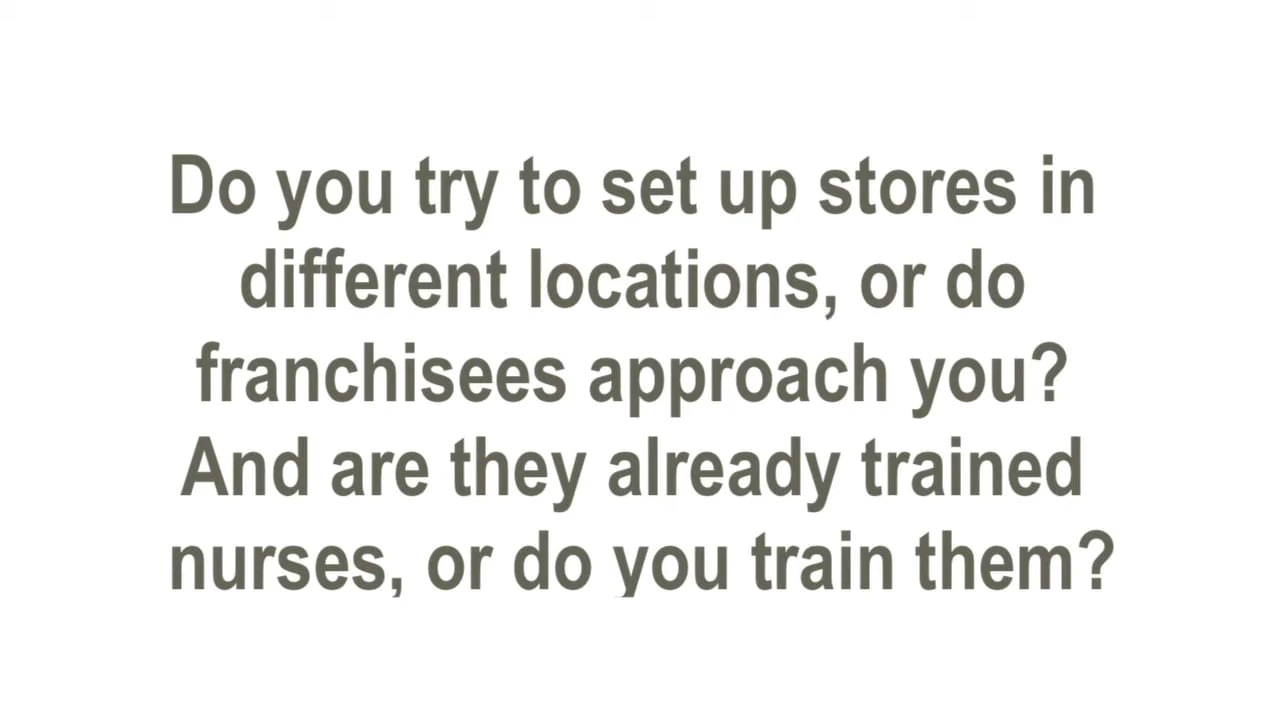 Do you try to set up stores in
different locations, or do
franchisees approach you?
And are they already trained
nurses, or do you train them?